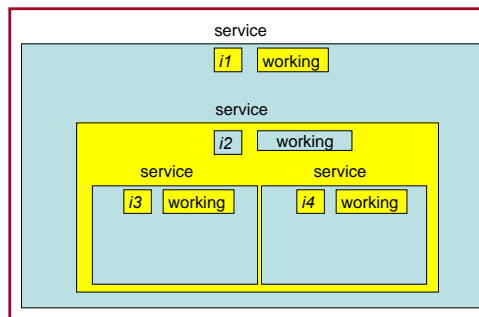 service
i1 working
service
i2 working
service service
i3 working i4 working